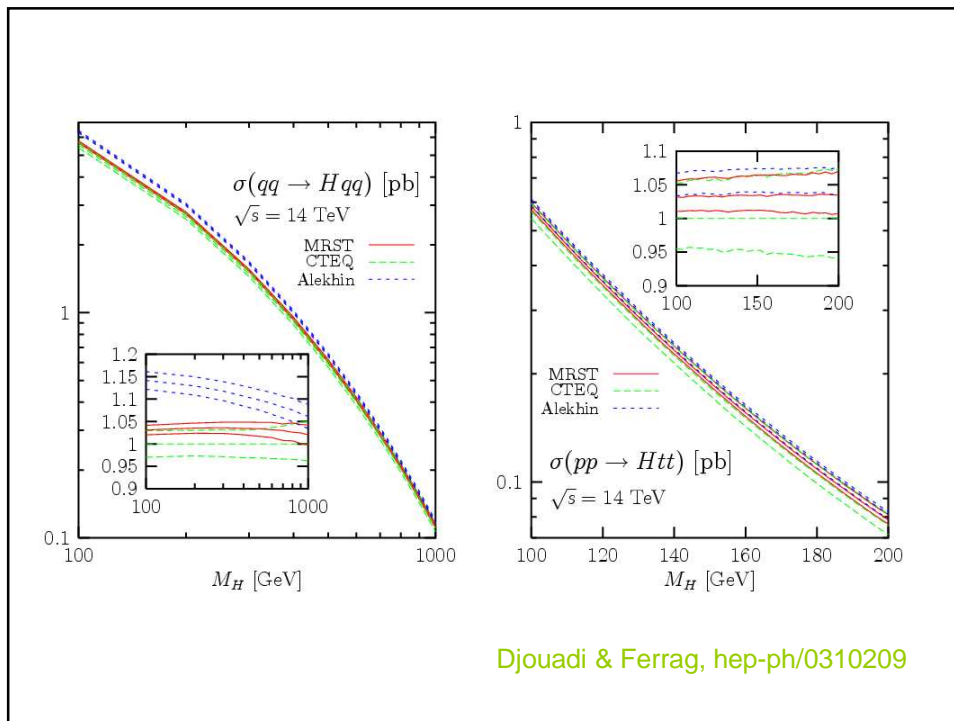 σ(qq → Hqq) [pb]
√s = 14 TeV
MRST
CTEQ
Alekhin
1
0.1
100
1000
M_H [GeV]
1.2
1.15
1.1
1.05
1
0.95
0.9
100
1000
1
0.1
100
120
140
160
180
200
M_H [GeV]
1.1
1.05
1
0.95
0.9
100
150
200
MRST
CTEQ
Alekhin
σ(pp → Htt) [pb]
√s = 14 TeV
Djouadi & Ferrag, hep-ph/0310209